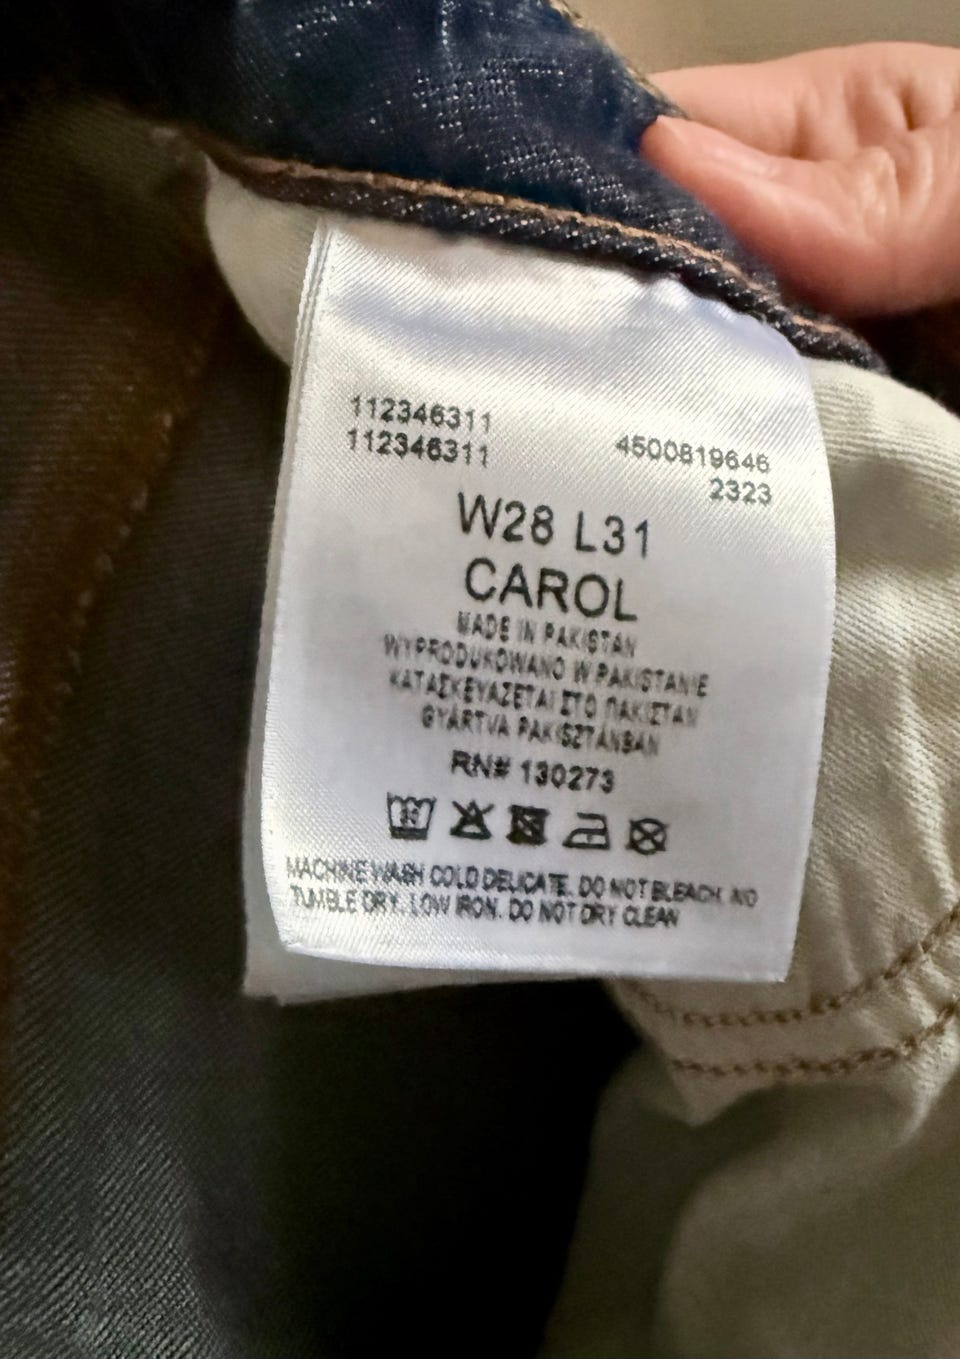 112346311
112346311
4500819646
2323
W28 L31
CAROL
MADE IN PAKISTAN
WYPRODUKOWANO W PAKISTANIE
ΚΑΤΑΣΚΕΥΑΖΕΤΑΙ ΣΤΟ ΠΑΚΙΣΤΑΝ
GYÁRTVA PAKISZTÁNBAN
RN# 130273
30
MACHINE WASH COLD DELICATE. DO NOT BLEACH. NO
TUMBLE DRY. LOW IRON. DO NOT DRY CLEAN